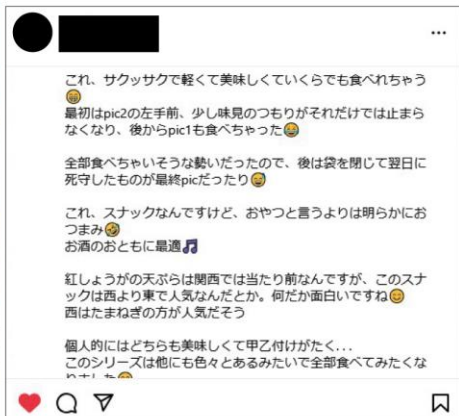 これ、サクッサクで軽くて美味しくていくらでも食べれちゃう
😅
最初はpic2の左手前、少し味見のつもりがそれだけでは止まら
なくなり、後からpic1も食べちゃった😂
全部食べちゃいそうな勢いだったので、後は袋を閉じて翌日に
死守したものが最終picだったり😅
これ、スナックなんですけど、おやつと言うよりは明らかにお
つまみ🤣
お酒のおともに最適🎵
紅しょうがの天ぷらは関西では当たり前なんですが、このスナ
ックは西より東で人気なんだとか。何だか面白いですね😊
西はたまねぎの方が人気だそう
個人的にはどちらも美味しくて甲乙付けがたく...
このシリーズは他にも色々とあるみたいで全部食べてみたくな
りました😊